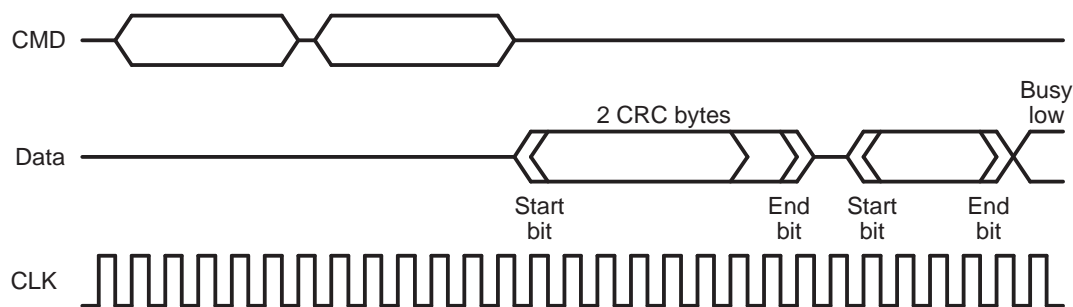 CMD
Busy
low
2 CRC bytes
Data
Start
bit
End
bit
Start
bit
End
bit
CLK